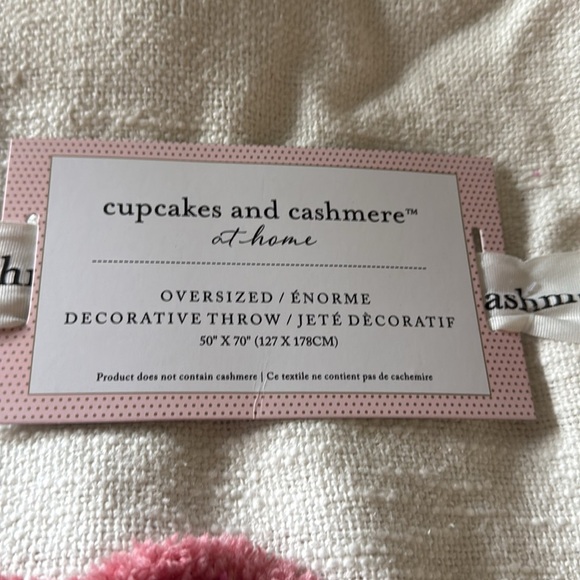 cupcakes and cashmere™
at home
OVERSIZED / ÉNORME
DECORATIVE THROW / JETÉ DÈCORATIF
50" X 70" (127 X 178CM)
Product does not contain cashmere | Ce textile ne contient pas de cachemire